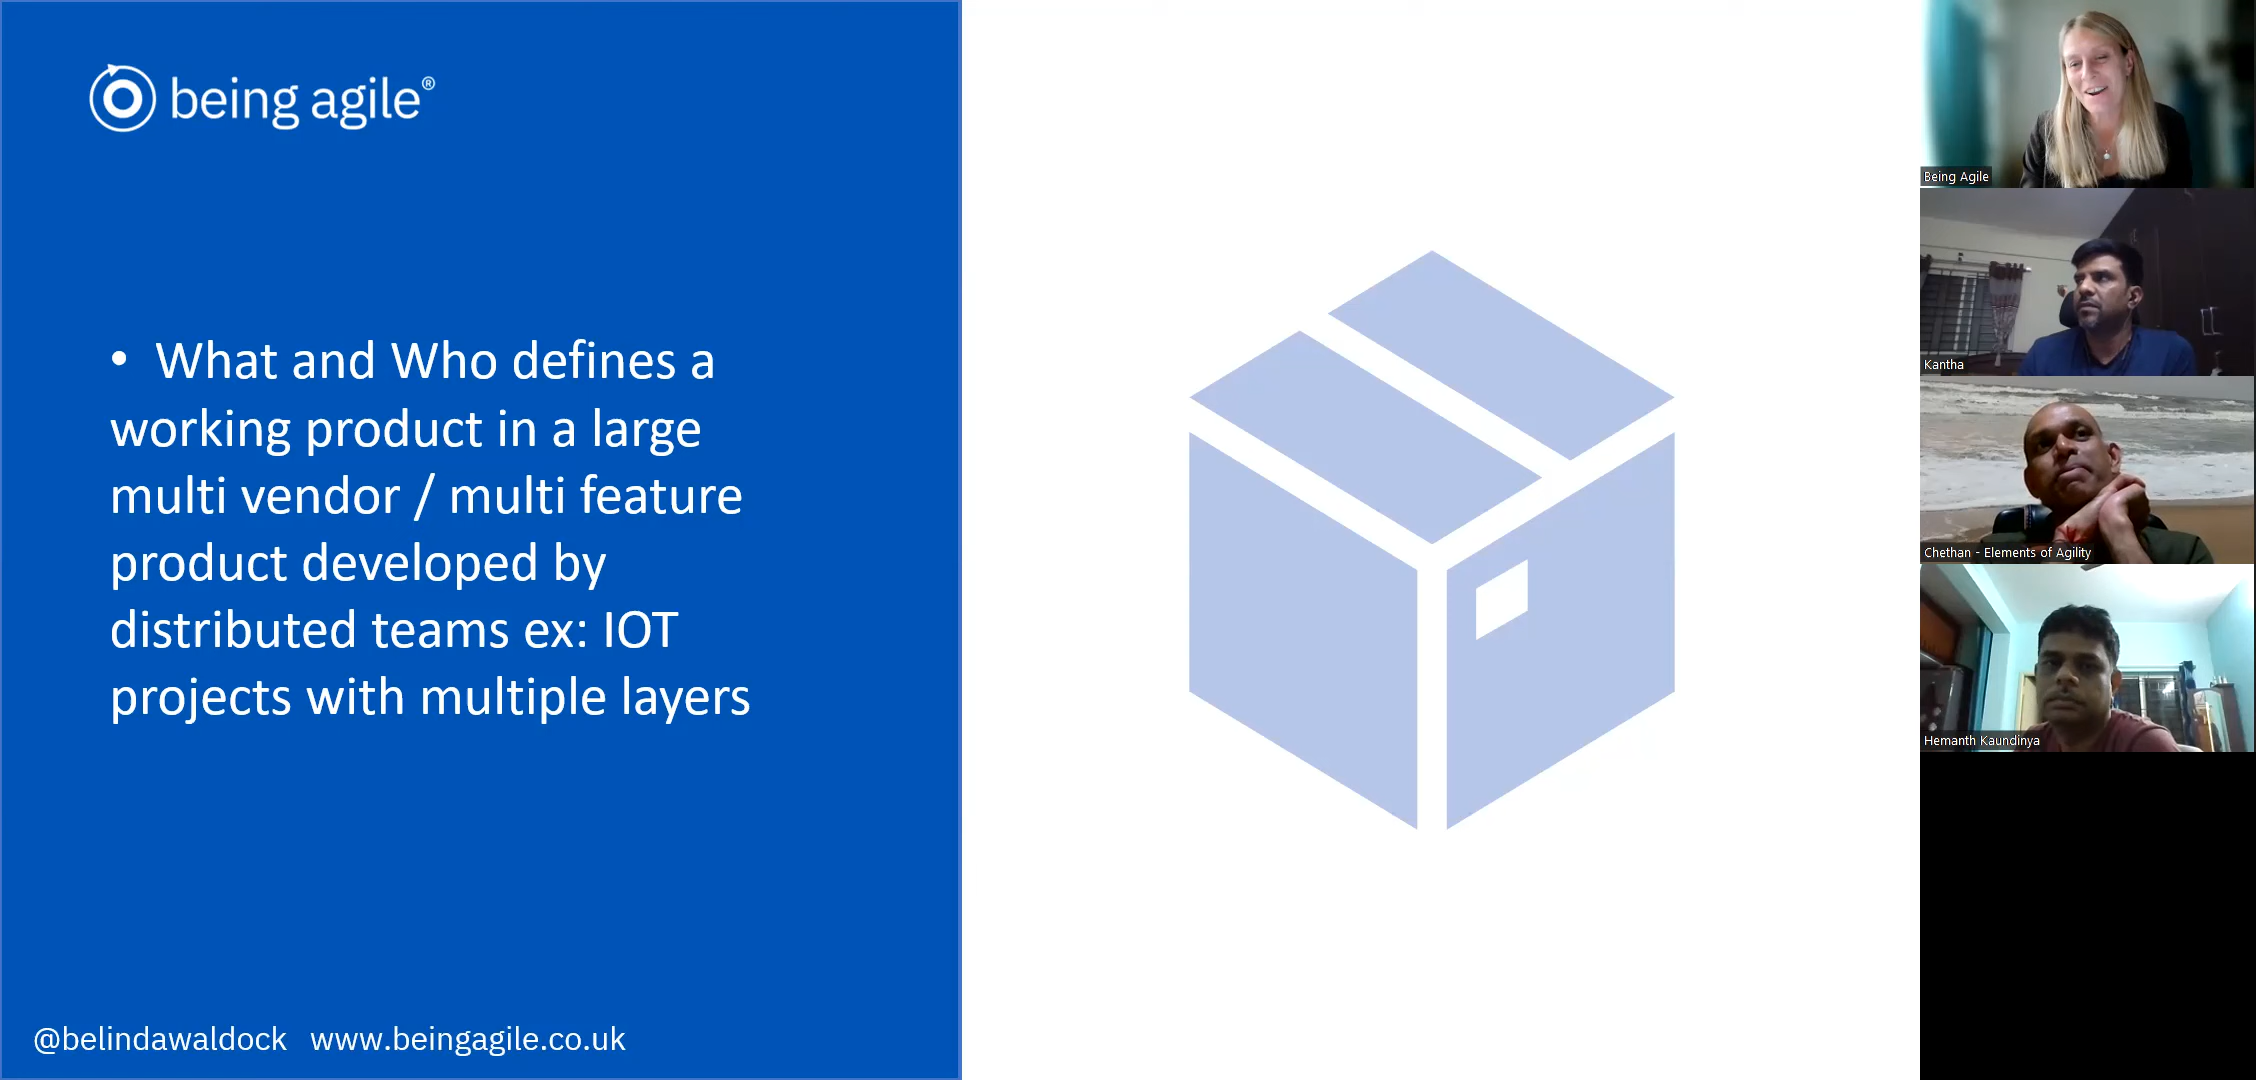 being agile®
• What and Who defines a
working product in a large
multi vendor / multi feature
product developed by
distributed teams ex: IOT
projects with multiple layers
@belindawaldock www.beingagile.co.uk
Being Agile
Kantha
Chethan - Elements of Agility
Hemanth Kaundinya